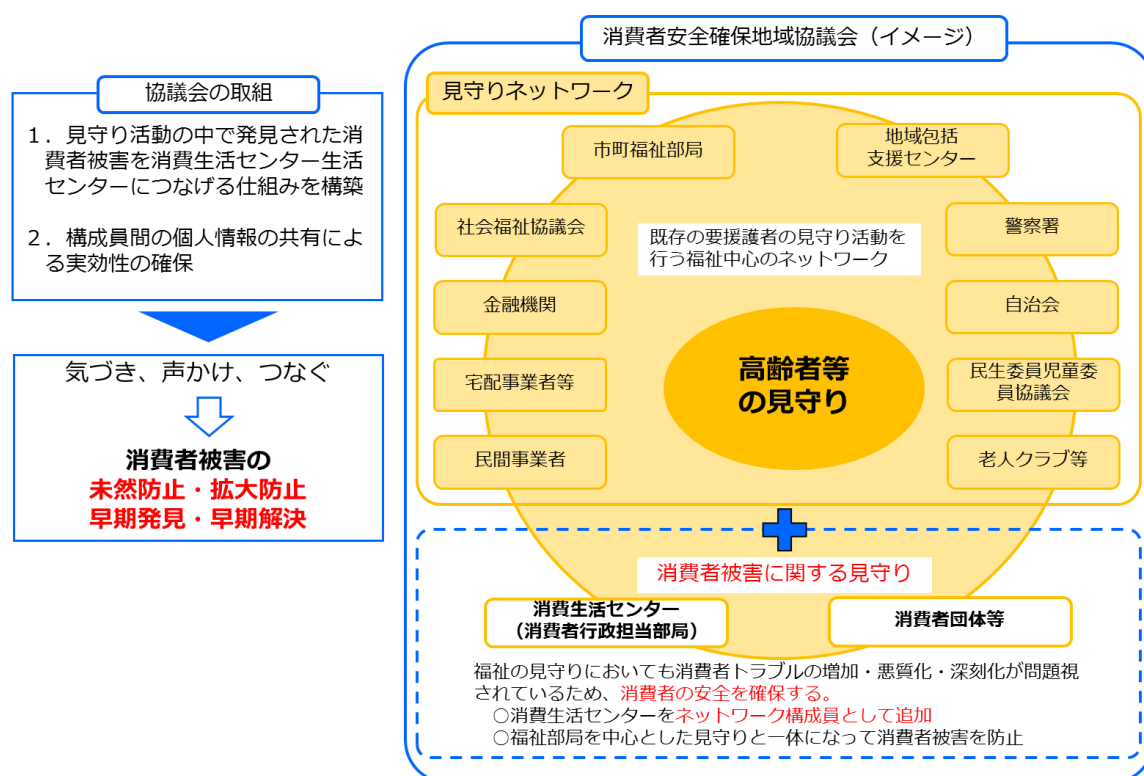 協議会の取組
１．見守り活動の中で発見された消
費者被害を消費生活センター生活
センターにつなげる仕組みを構築
２．構成員間の個人情報の共有によ
る実効性の確保
気づき、声かけ、つなぐ
消費者被害の
未然防止・拡大防止
早期発見・早期解決
消費者安全確保地域協議会（イメージ）
見守りネットワーク
市町福祉部局
地域包括
支援センター
社会福祉協議会
警察署
既存の要援護者の見守り活動を
行う福祉中心のネットワーク
金融機関
自治会
高齢者等
の見守り
宅配事業者等
民生委員児童委
員協議会
民間事業者
老人クラブ等
消費者被害に関する見守り
消費生活センター
（消費者行政担当部局）
消費者団体等
福祉の見守りにおいても消費者トラブルの増加・悪質化・深刻化が問題視
されているため、消費者の安全を確保する。
○消費生活センターをネットワーク構成員として追加
○福祉部局を中心とした見守りと一体になって消費者被害を防止